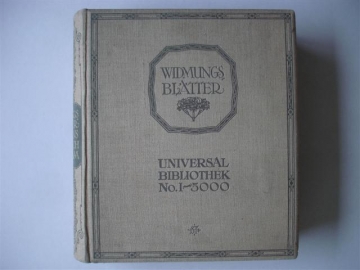 WIDMUNGS
BLÄTTER
UNIVERSAL
BIBLIOTHEK
No. 1-5000